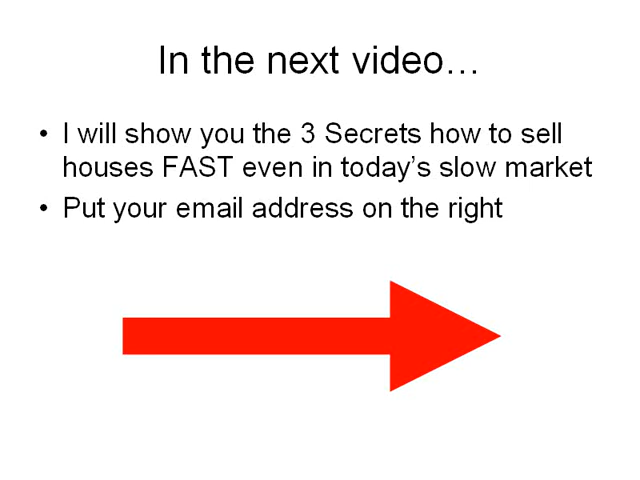 In the next video…
• I will show you the 3 Secrets how to sell
houses FAST even in today's slow market
• Put your email address on the right